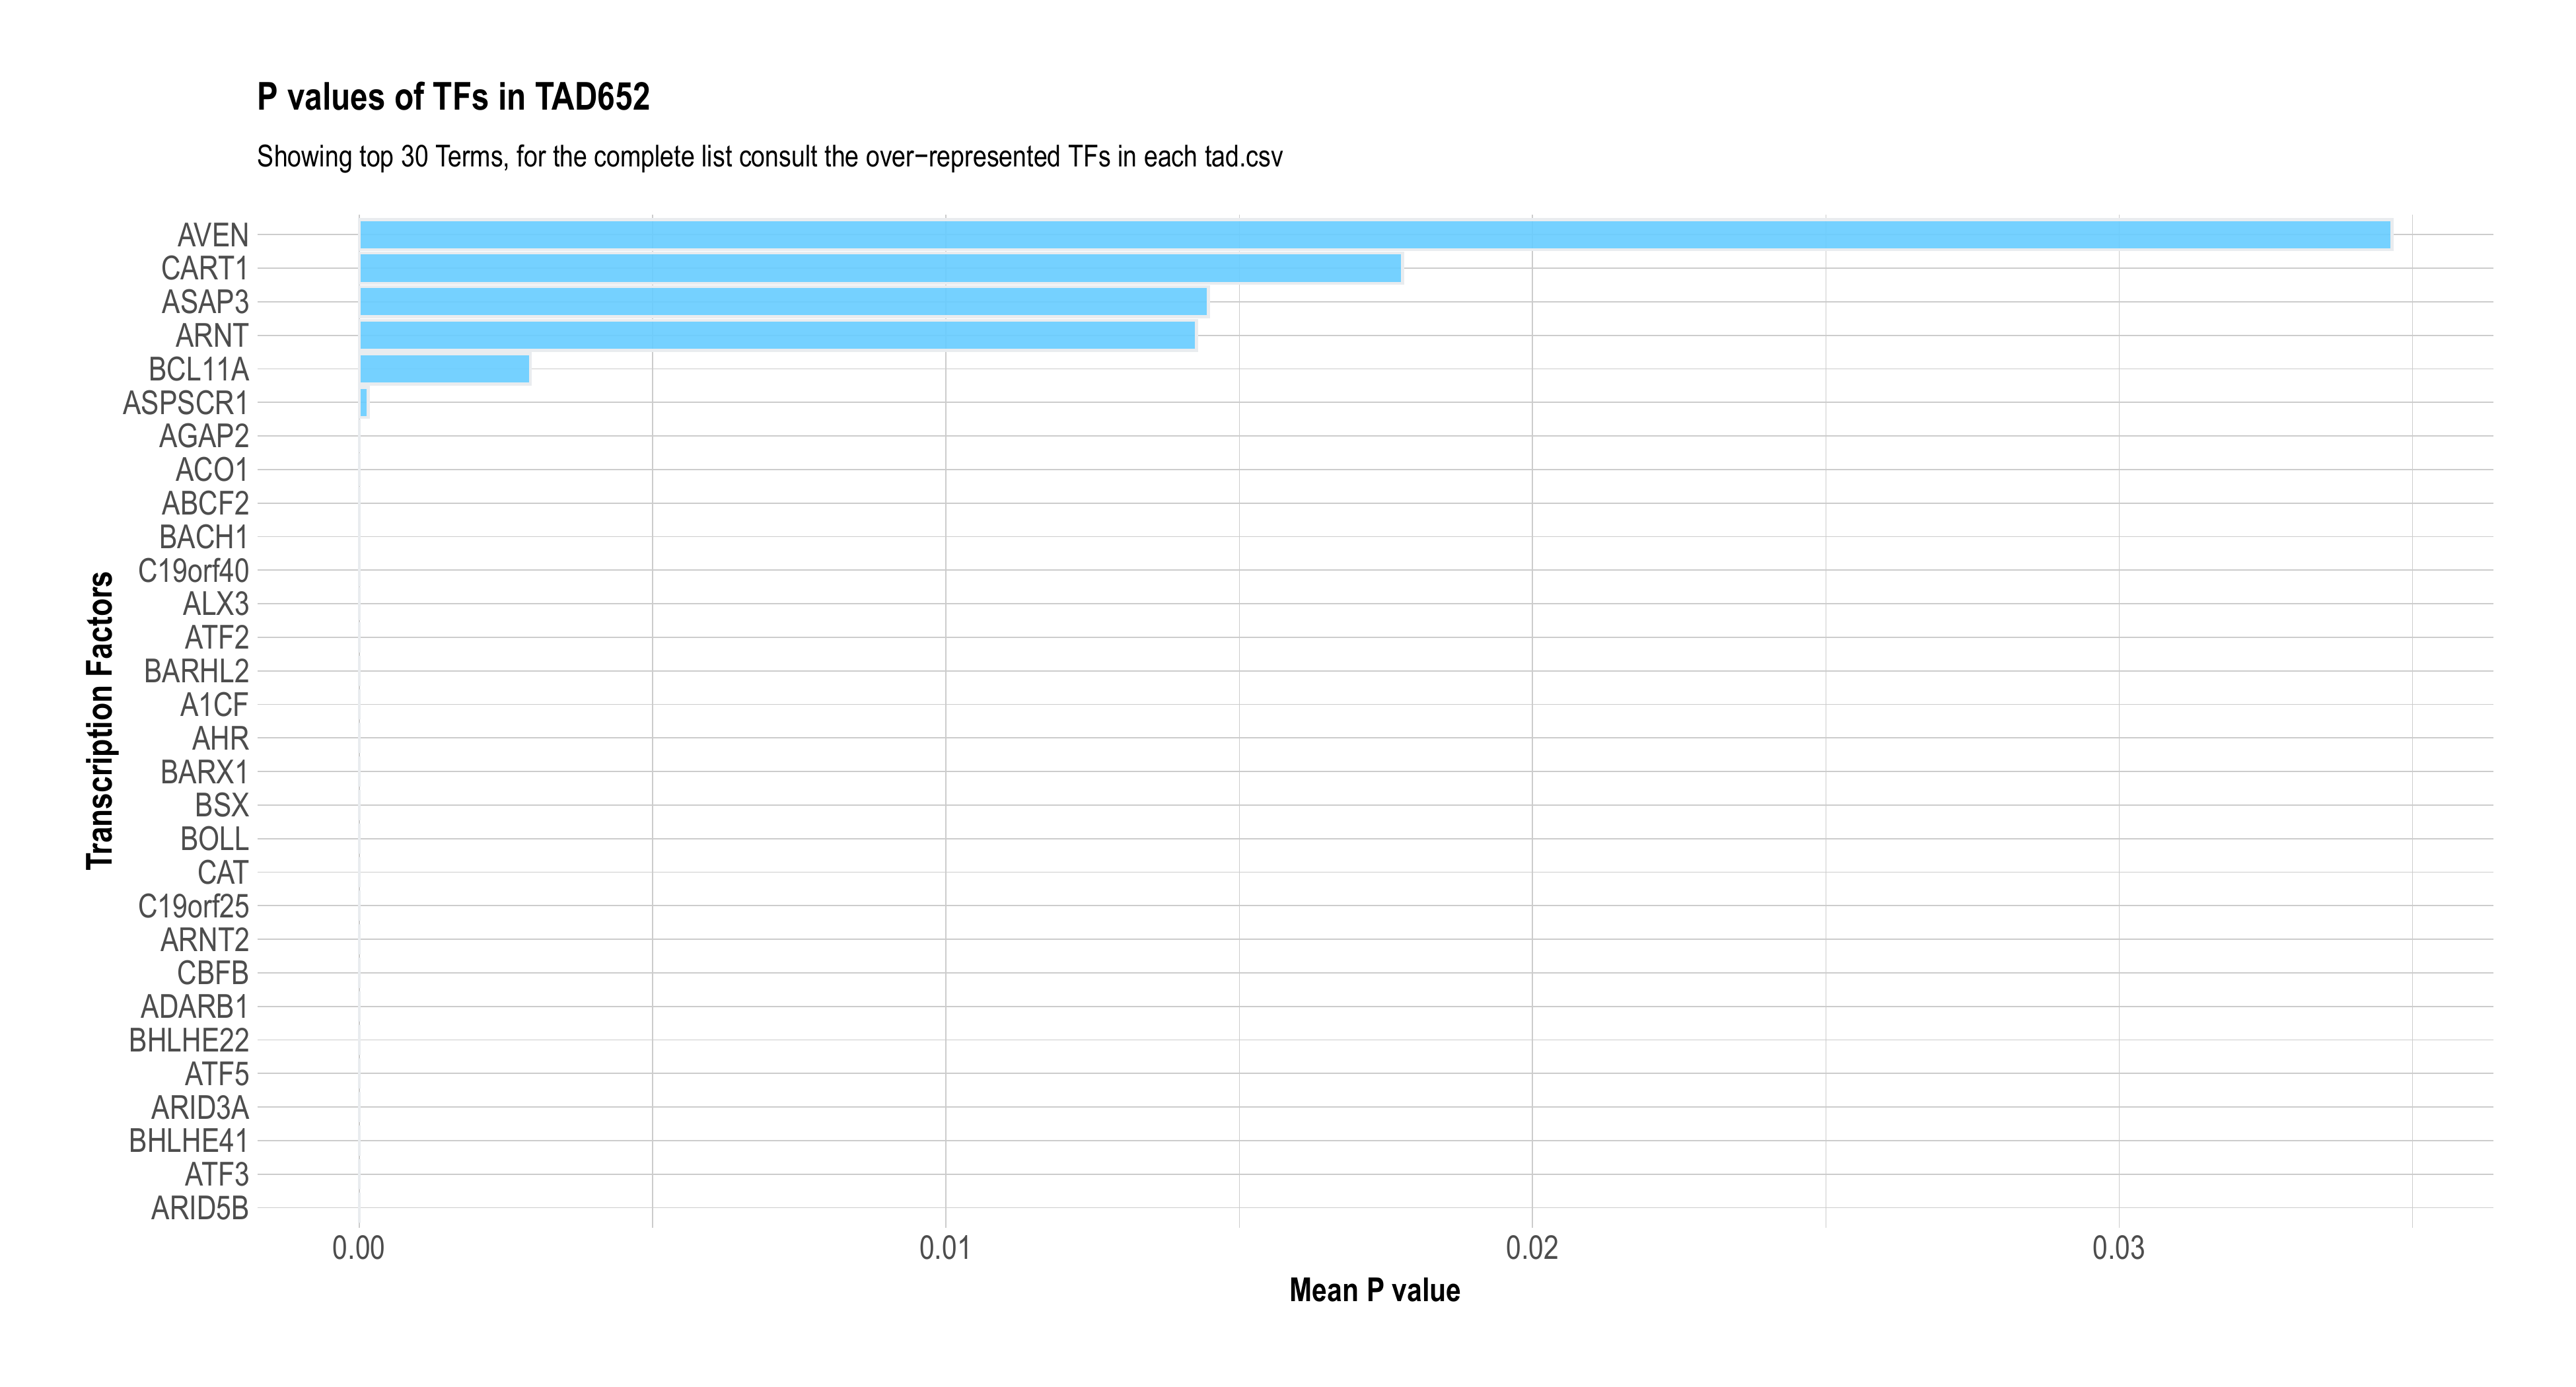 P values of TFs in TAD652
Showing top 30 Terms, for the complete list consult the over−represented TFs in each tad.csv
AVEN
CART1
ASAP3
ARNT
BCL11A
ASPSCR1
AGAP2
ACO1
ABCF2
BACH1
C19orf40
ALX3
ATF2
BARHL2
A1CF
AHR
BARX1
BSX
BOLL
CAT
C19orf25
ARNT2
CBFB
ADARB1
BHLHE22
ATF5
ARID3A
BHLHE41
ATF3
ARID5B
Transcription Factors
0.00 0.01 0.02 0.03
Mean P value